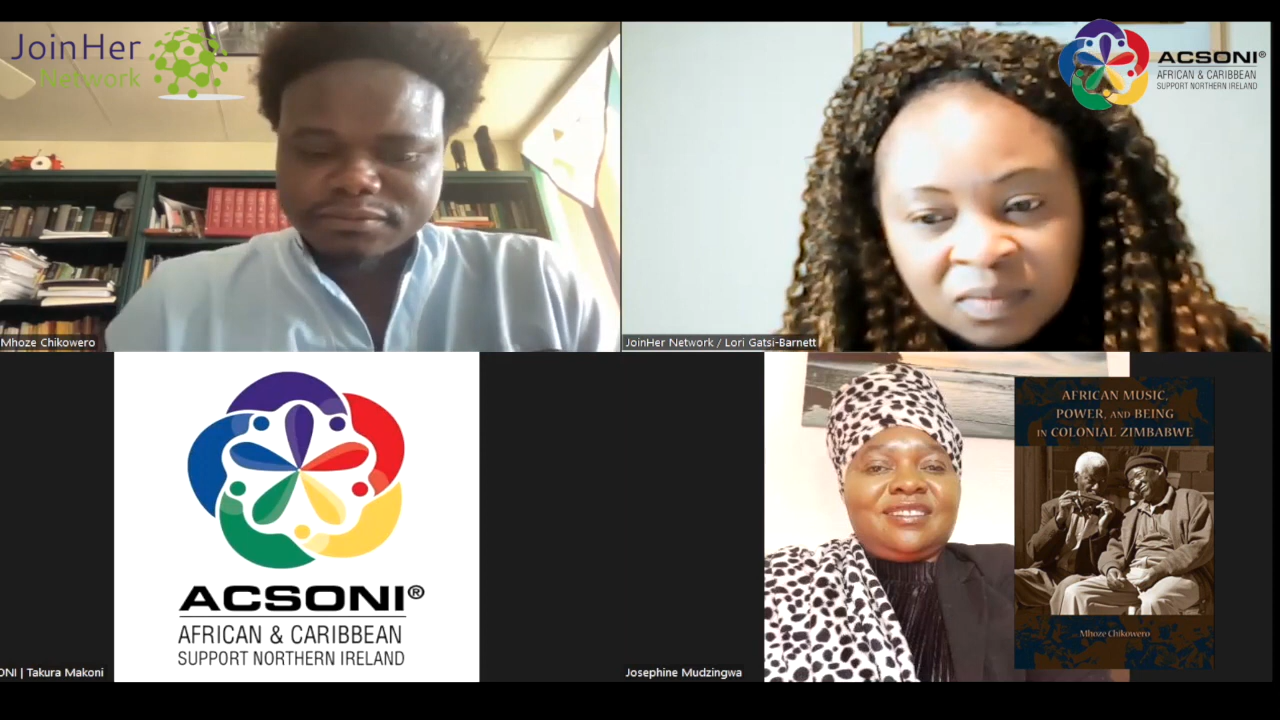 JoinHer
Network
ACSONI®
AFRICAN & CARIBBEAN
SUPPORT NORTHERN IRELAND
Mhoze Chikowero
JoinHer Network / Lori Gatsi-Barnett
ACSONI®
AFRICAN & CARIBBEAN
SUPPORT NORTHERN IRELAND
ONI | Takura Makoni
AFRICAN MUSIC,
POWER, AND BEING
IN COLONIAL ZIMBABWE
Mhoze Chikowero
Josephine Mudzingwa